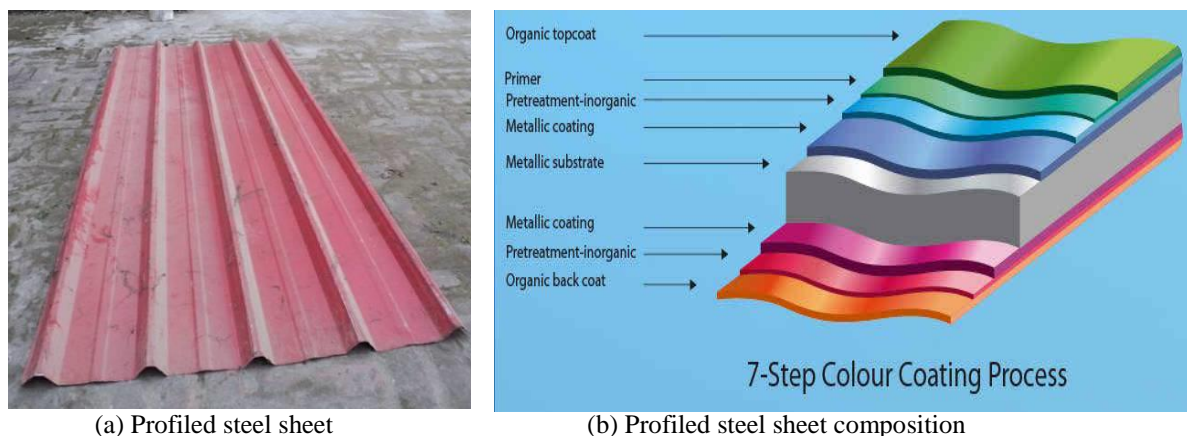 Organic topcoat
Primer
Pretreatment-inorganic
Metallic coating
Metallic substrate
Metallic coating
Pretreatment-inorganic
Organic back coat
7-Step Colour Coating Process
(a) Profiled steel sheet
(b) Profiled steel sheet composition